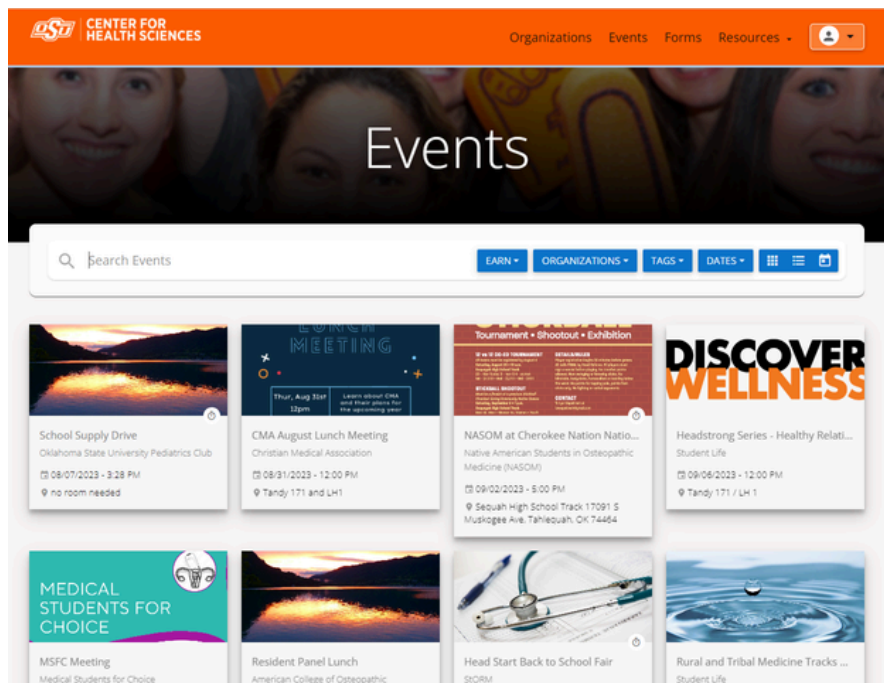 OSU
CENTER FOR
HEALTH SCIENCES
Organizations Events Forms Resources
Events
Search Events
EARN
ORGANIZATIONS
TAGS
DATES
LUNCH
MEETING
Thur, Aug 31st
12pm
Learn about CMA
and their plans for
the upcoming year
Tournament • Shootout • Exhibition
DISCOVER
WELLNESS
School Supply Drive
Oklahoma State University Pediatrics Club
08/07/2023 - 3:28 PM
no room needed
CMA August Lunch Meeting
Christian Medical Association
08/31/2023 - 12:00 PM
Tandy 171 and LH1
NASOM at Cherokee Nation Natio...
Native American Students in Osteopathic
Medicine (NASOM)
09/02/2023 - 5:00 PM
Sequah High School Track 17091 S
Muskogee Ave, Tahlequah, OK 74464
Headstrong Series - Healthy Relati...
Student Life
09/06/2023 - 12:00 PM
Tandy 171 / LH 1
MEDICAL
STUDENTS FOR
CHOICE
MSFC Meeting
Medical Students for Choice
Resident Panel Lunch
American College of Osteopathic
Head Start Back to School Fair
StORM
Rural and Tribal Medicine Tracks ...
Student Life